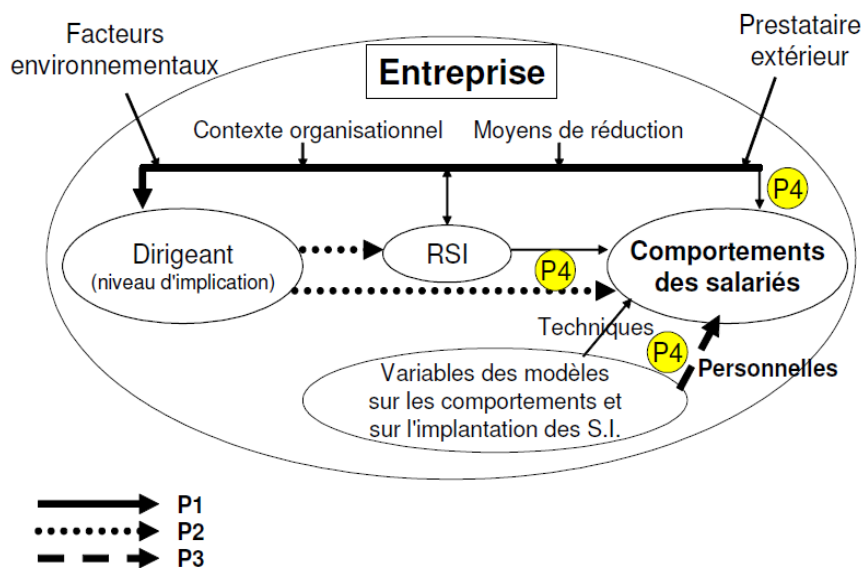 Facteurs
environnementaux
Prestataire
extérieur
Entreprise
Contexte organisationnel
Moyens de réduction
P4
Dirigeant
(niveau d'implication)
RSI
P4
Comportements
des salariés
Techniques
P4
Personnelles
Variables des modèles
sur les comportements et
sur l'implantation des S.I.
P1
P2
P3